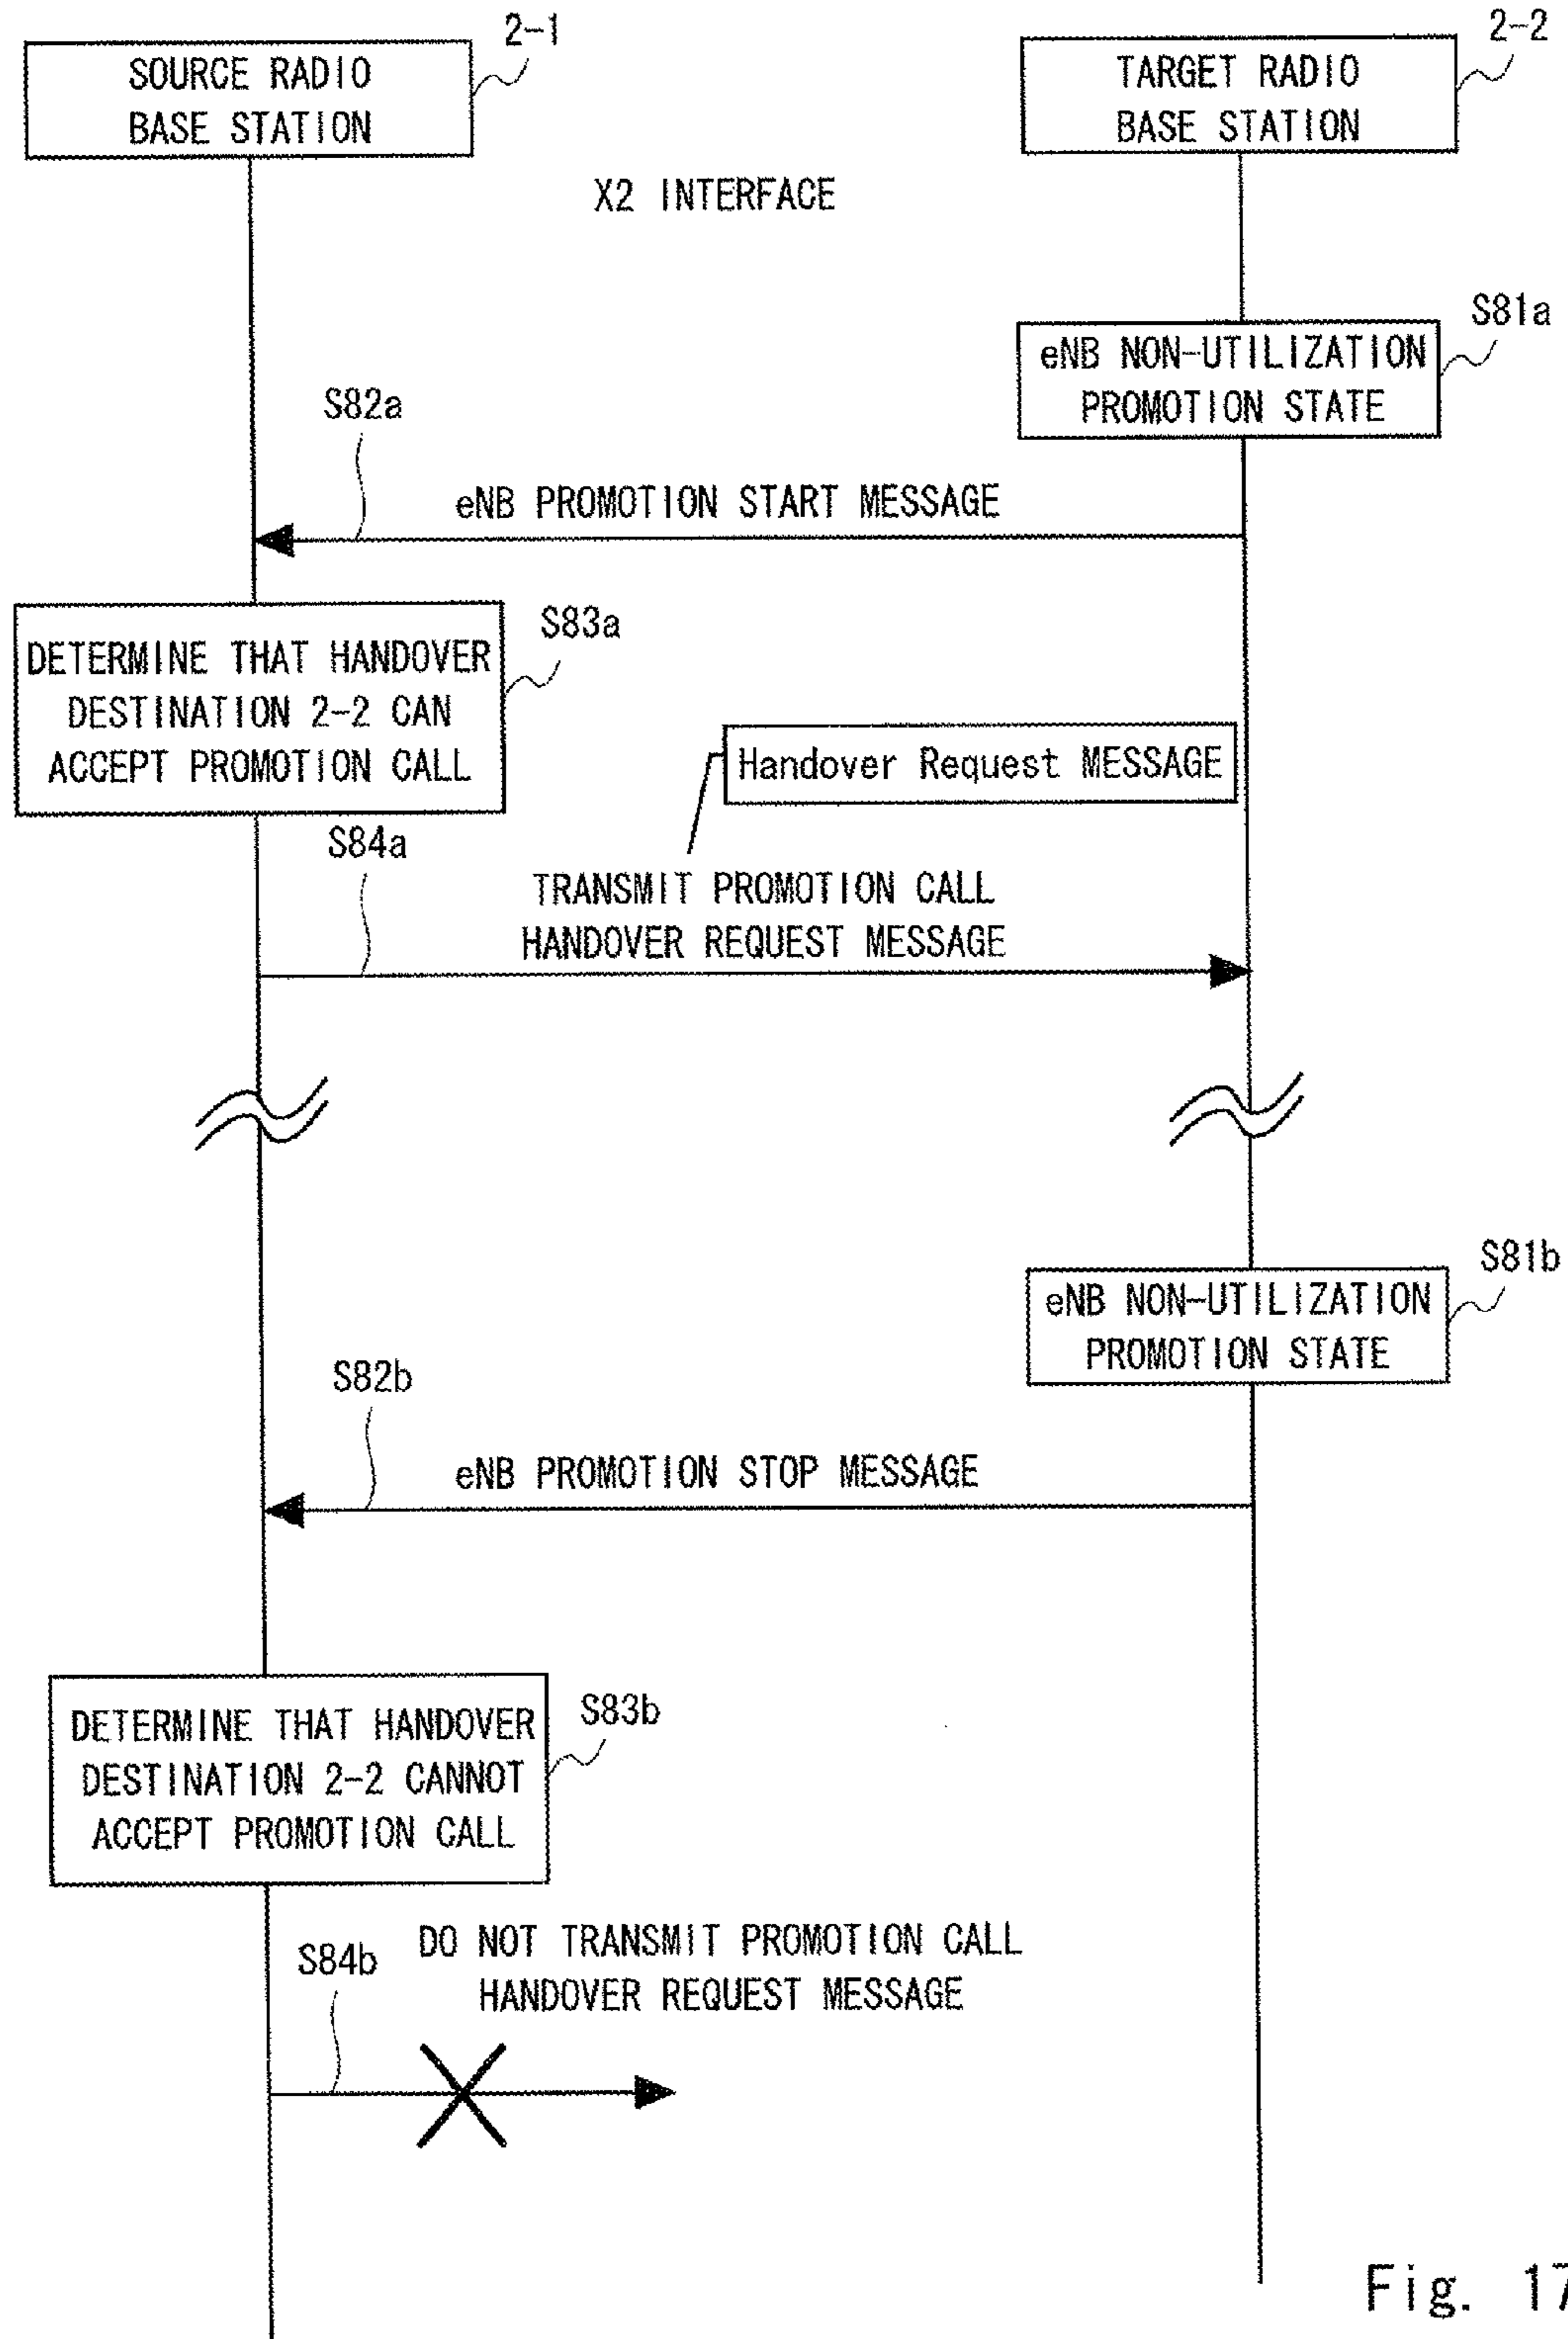 2-1
SOURCE RADIO
BASE STATION
2-2
TARGET RADIO
BASE STATION
X2 INTERFACE
S81a
eNB NON-UTILIZATION
PROMOTION STATE
S82a
eNB PROMOTION START MESSAGE
S83a
DETERMINE THAT HANDOVER
DESTINATION 2-2 CAN
ACCEPT PROMOTION CALL
Handover Request MESSAGE
S84a
TRANSMIT PROMOTION CALL
HANDOVER REQUEST MESSAGE
S81b
eNB NON-UTILIZATION
PROMOTION STATE
S82b
eNB PROMOTION STOP MESSAGE
S83b
DETERMINE THAT HANDOVER
DESTINATION 2-2 CANNOT
ACCEPT PROMOTION CALL
S84b
DO NOT TRANSMIT PROMOTION CALL
HANDOVER REQUEST MESSAGE
Fig. 17